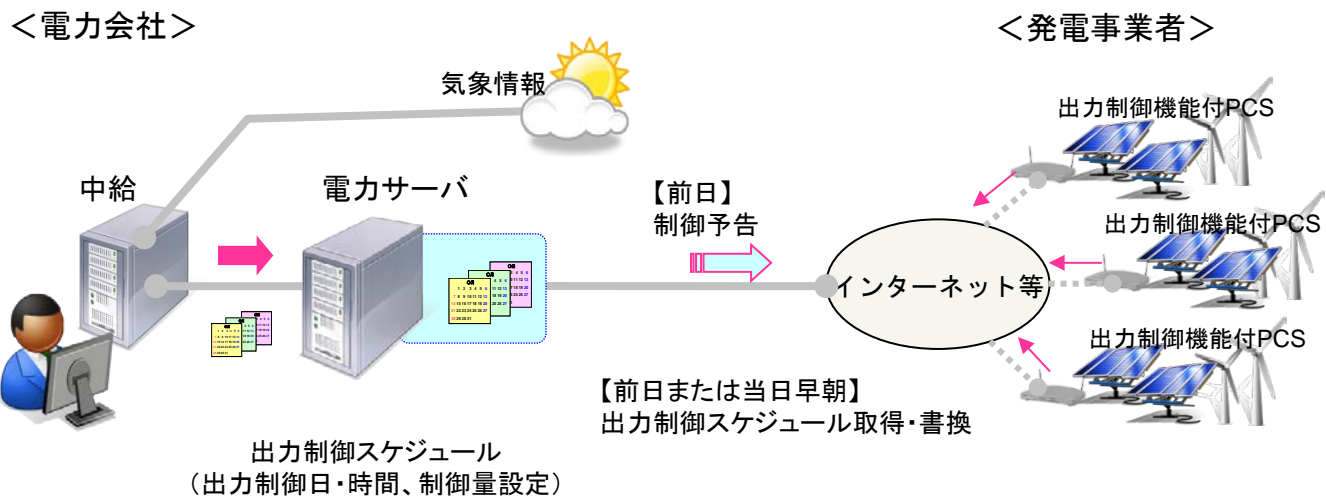 ＜電力会社＞
＜発電事業者＞
気象情報
出力制御機能付PCS
中給
電力サーバ
【前日】
制御予告
出力制御機能付PCS
インターネット等
出力制御機能付PCS
【前日または当日早朝】
出力制御スケジュール取得・書換
出力制御スケジュール
（出力制御日・時間、制御量設定）